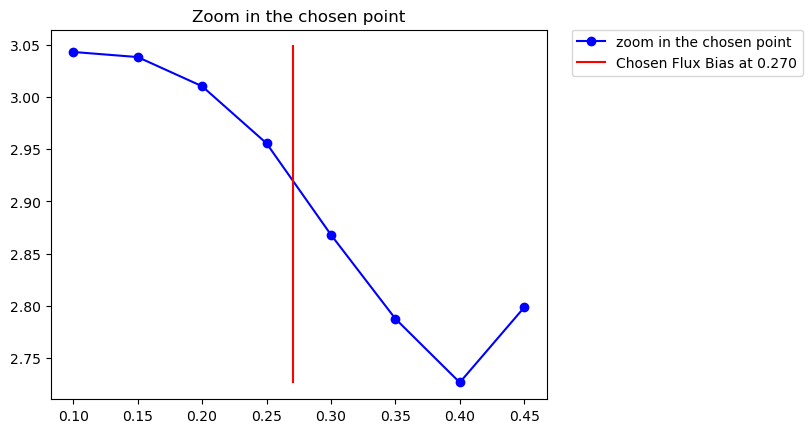 Zoom in the chosen point
zoom in the chosen point
Chosen Flux Bias at 0.270
3.05
3.00
2.95
2.90
2.85
2.80
2.75
0.10 0.15 0.20 0.25 0.30 0.35 0.40 0.45